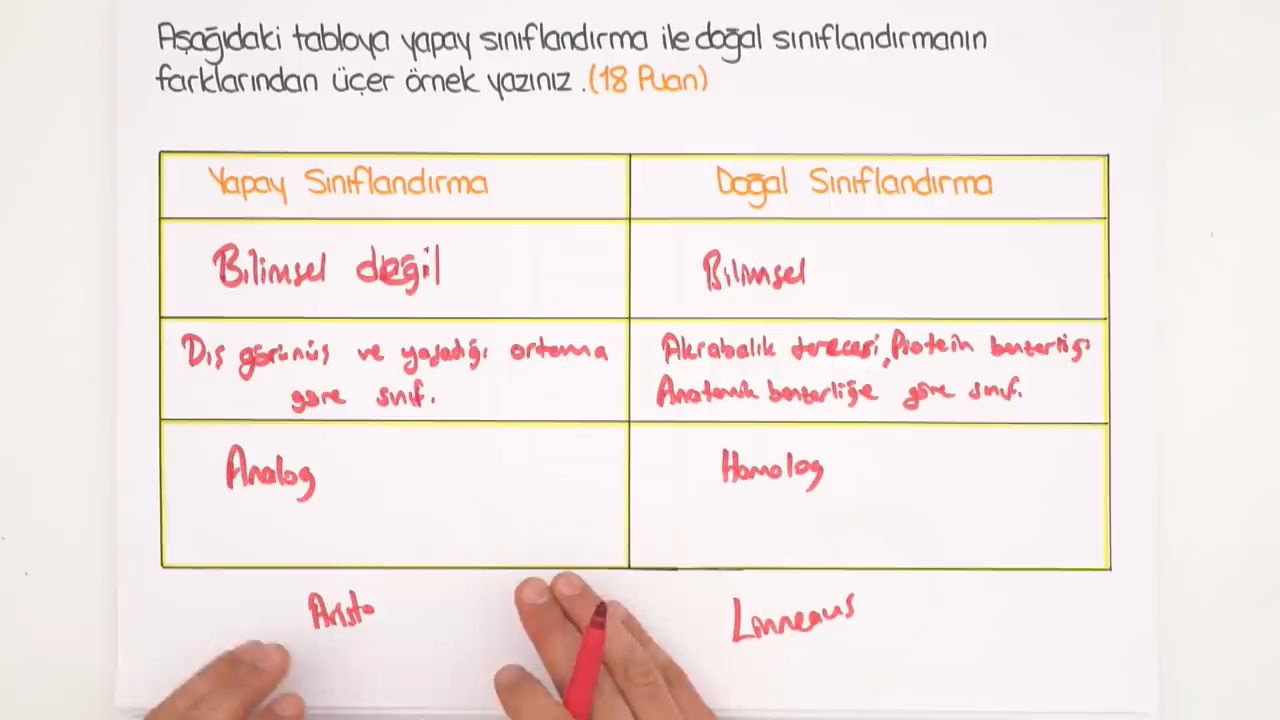 Aşağıdaki tabloya yapay sınıflandırma ile doğal sınıflandırmanın
farklarından üçer örnek yazınız. (18 Puan)
Yapay Sınıflandırma
Doğal Sınıflandırma
Bilimsel değil
Bilimsel
Dış görünüş ve yaşadığı ortama
göre sınıf.
Akrabalık derecesi, Protein benzerliği
Anatomik benzerliğe göre sınıf.
Analog
Homolog
Aristo
Linneaus